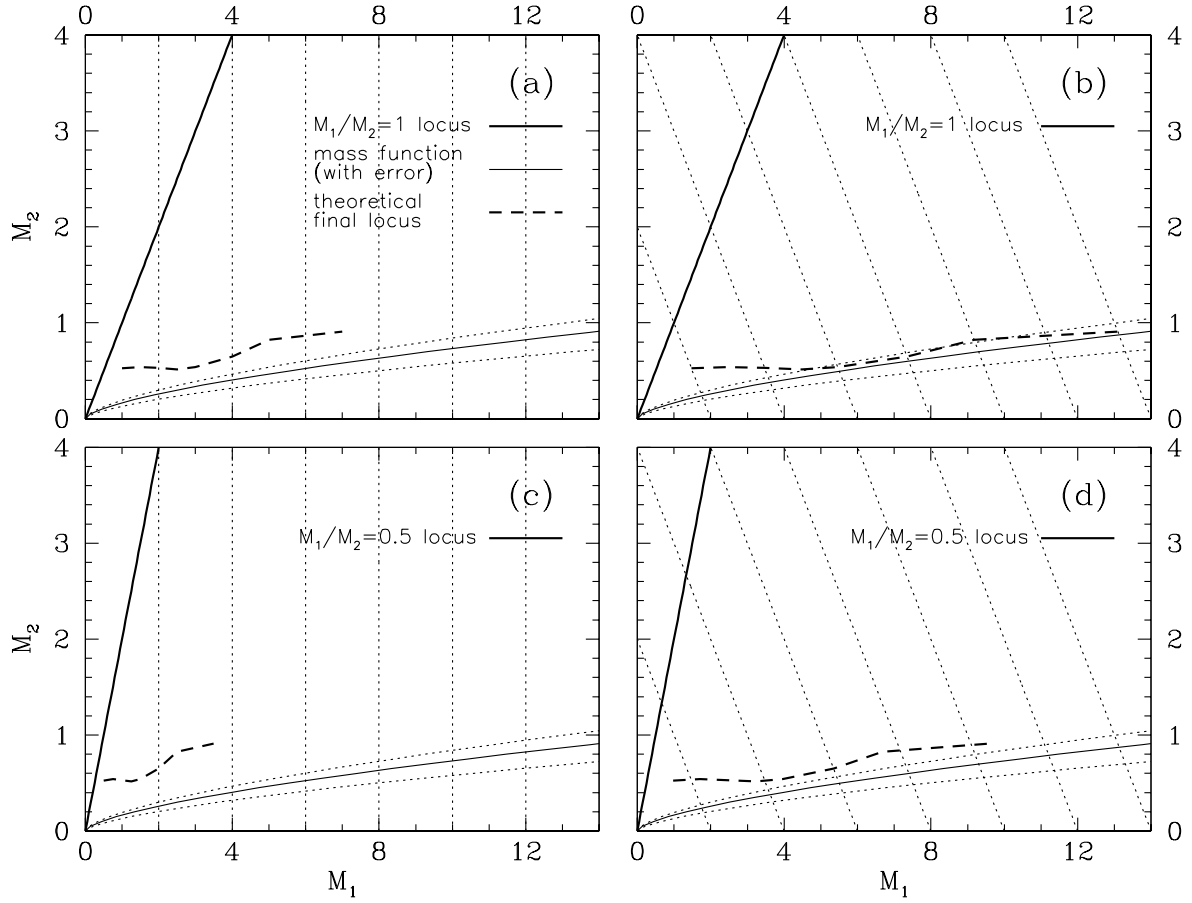 0 4 8 12 0 4 8 12
4 4
(a) (b)
M₁/M₂=1 locus M₁/M₂=1 locus
3 3
mass function
(with error)
theoretical
final locus
M₂
2 2
1 1
0 0
4 4
(c) (d)
M₁/M₂=0.5 locus M₁/M₂=0.5 locus
3 3
M₂
2 2
1 1
0 0
0 4 8 12 0 4 8 12
M₁ M₁